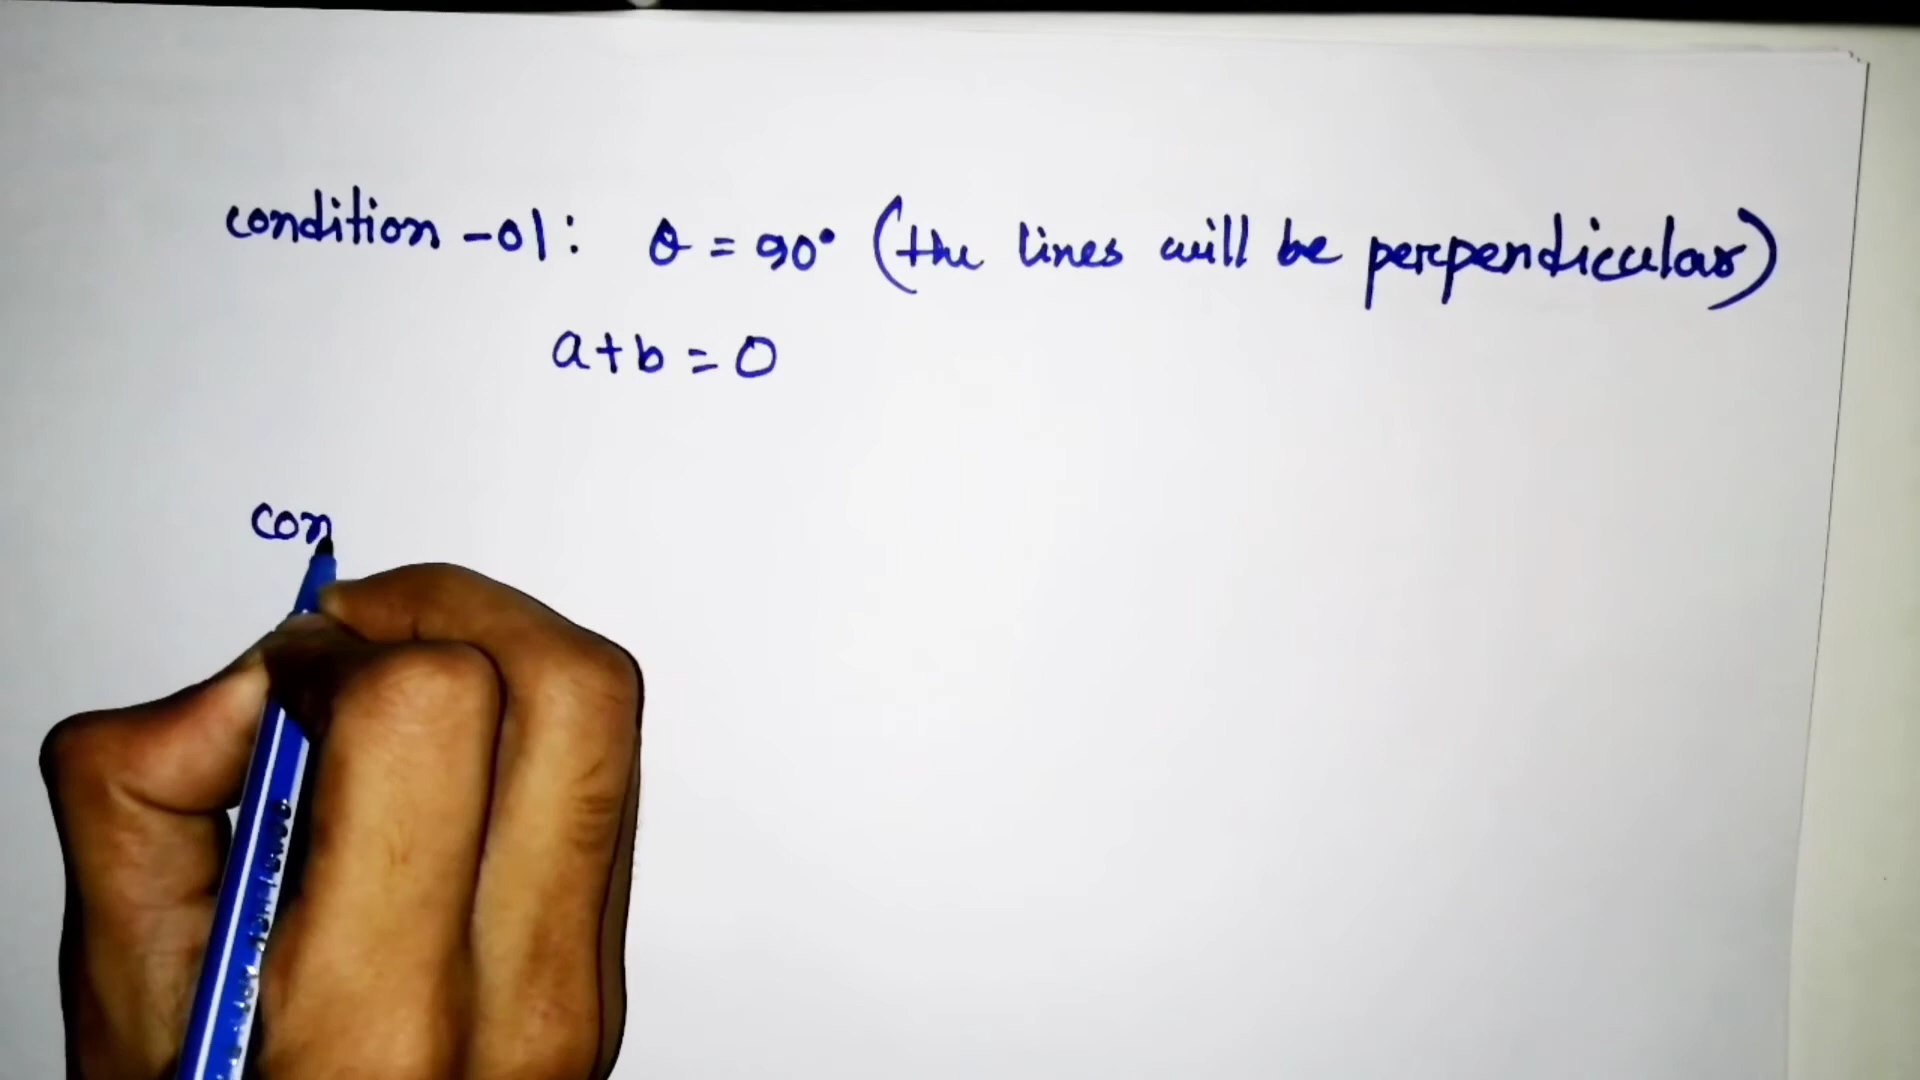 condition -01: θ = 90° (the lines will be perpendicular)
a+b = 0
con